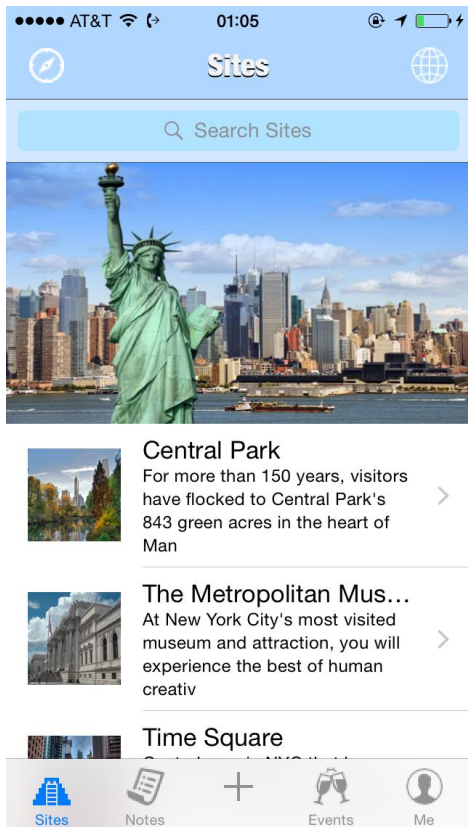 AT&T 01:05
Sites
Search Sites
Central Park
For more than 150 years, visitors
have flocked to Central Park's
843 green acres in the heart of
Man
The Metropolitan Mus...
At New York City's most visited
museum and attraction, you will
experience the best of human
creativ
Time Square
Sites Notes Events Me